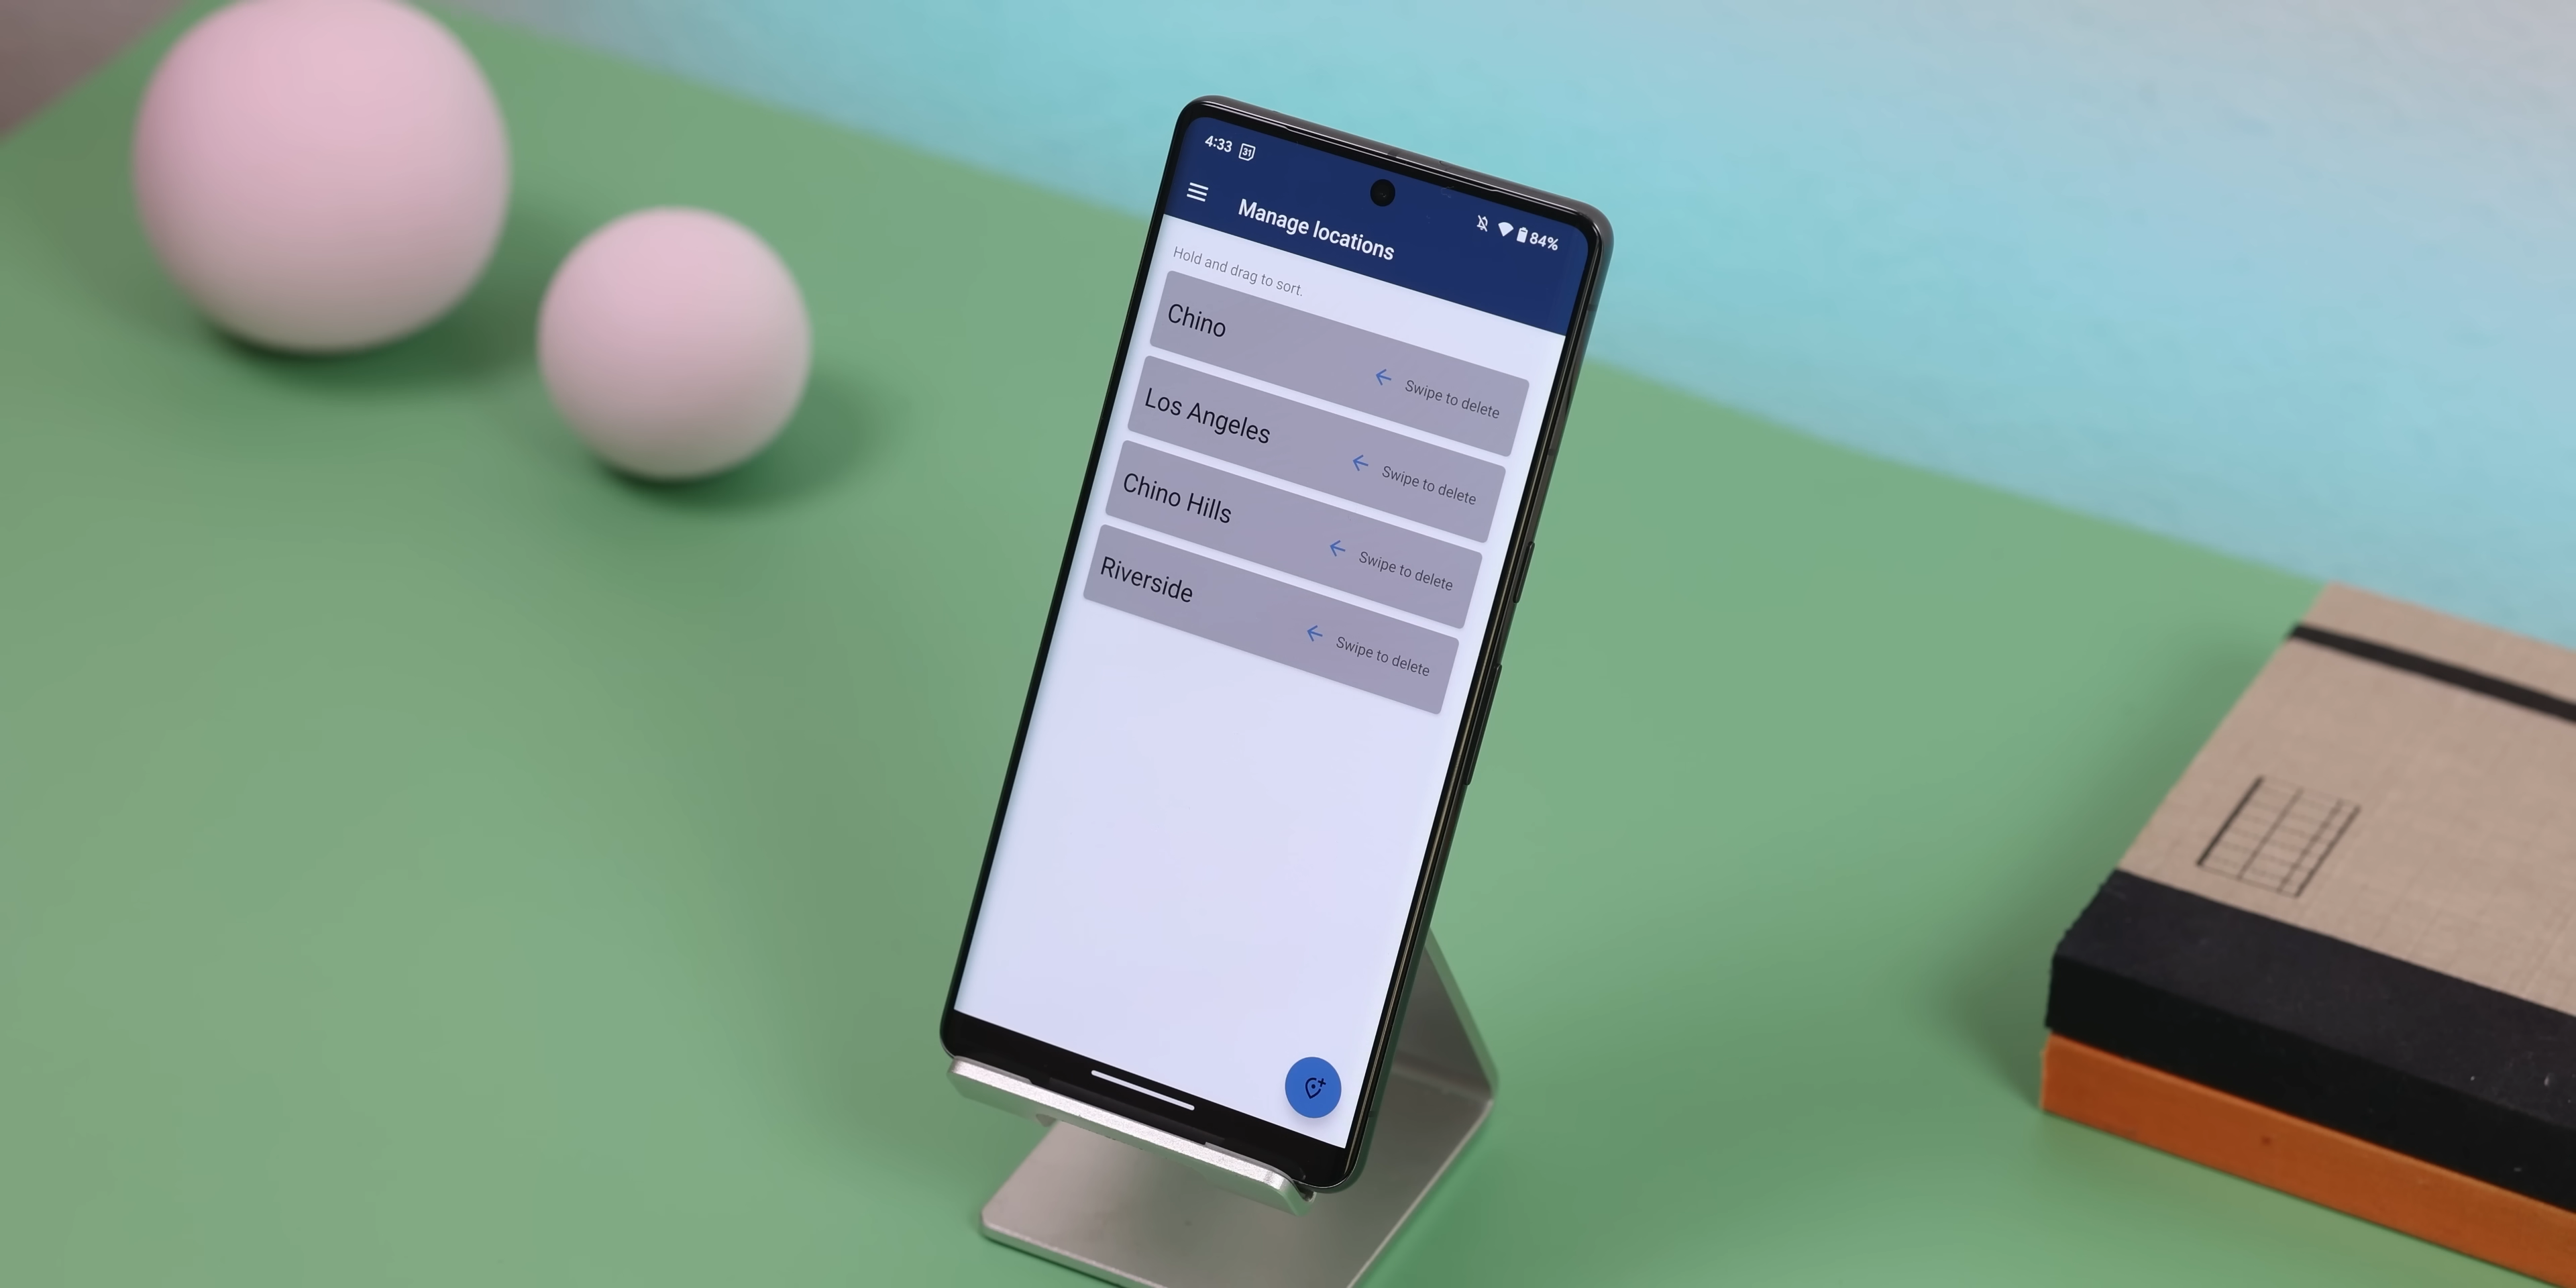 4:33 31
84%
Manage locations
Hold and drag to sort.
Chino
Swipe to delete
Los Angeles
Swipe to delete
Chino Hills
Swipe to delete
Riverside
Swipe to delete